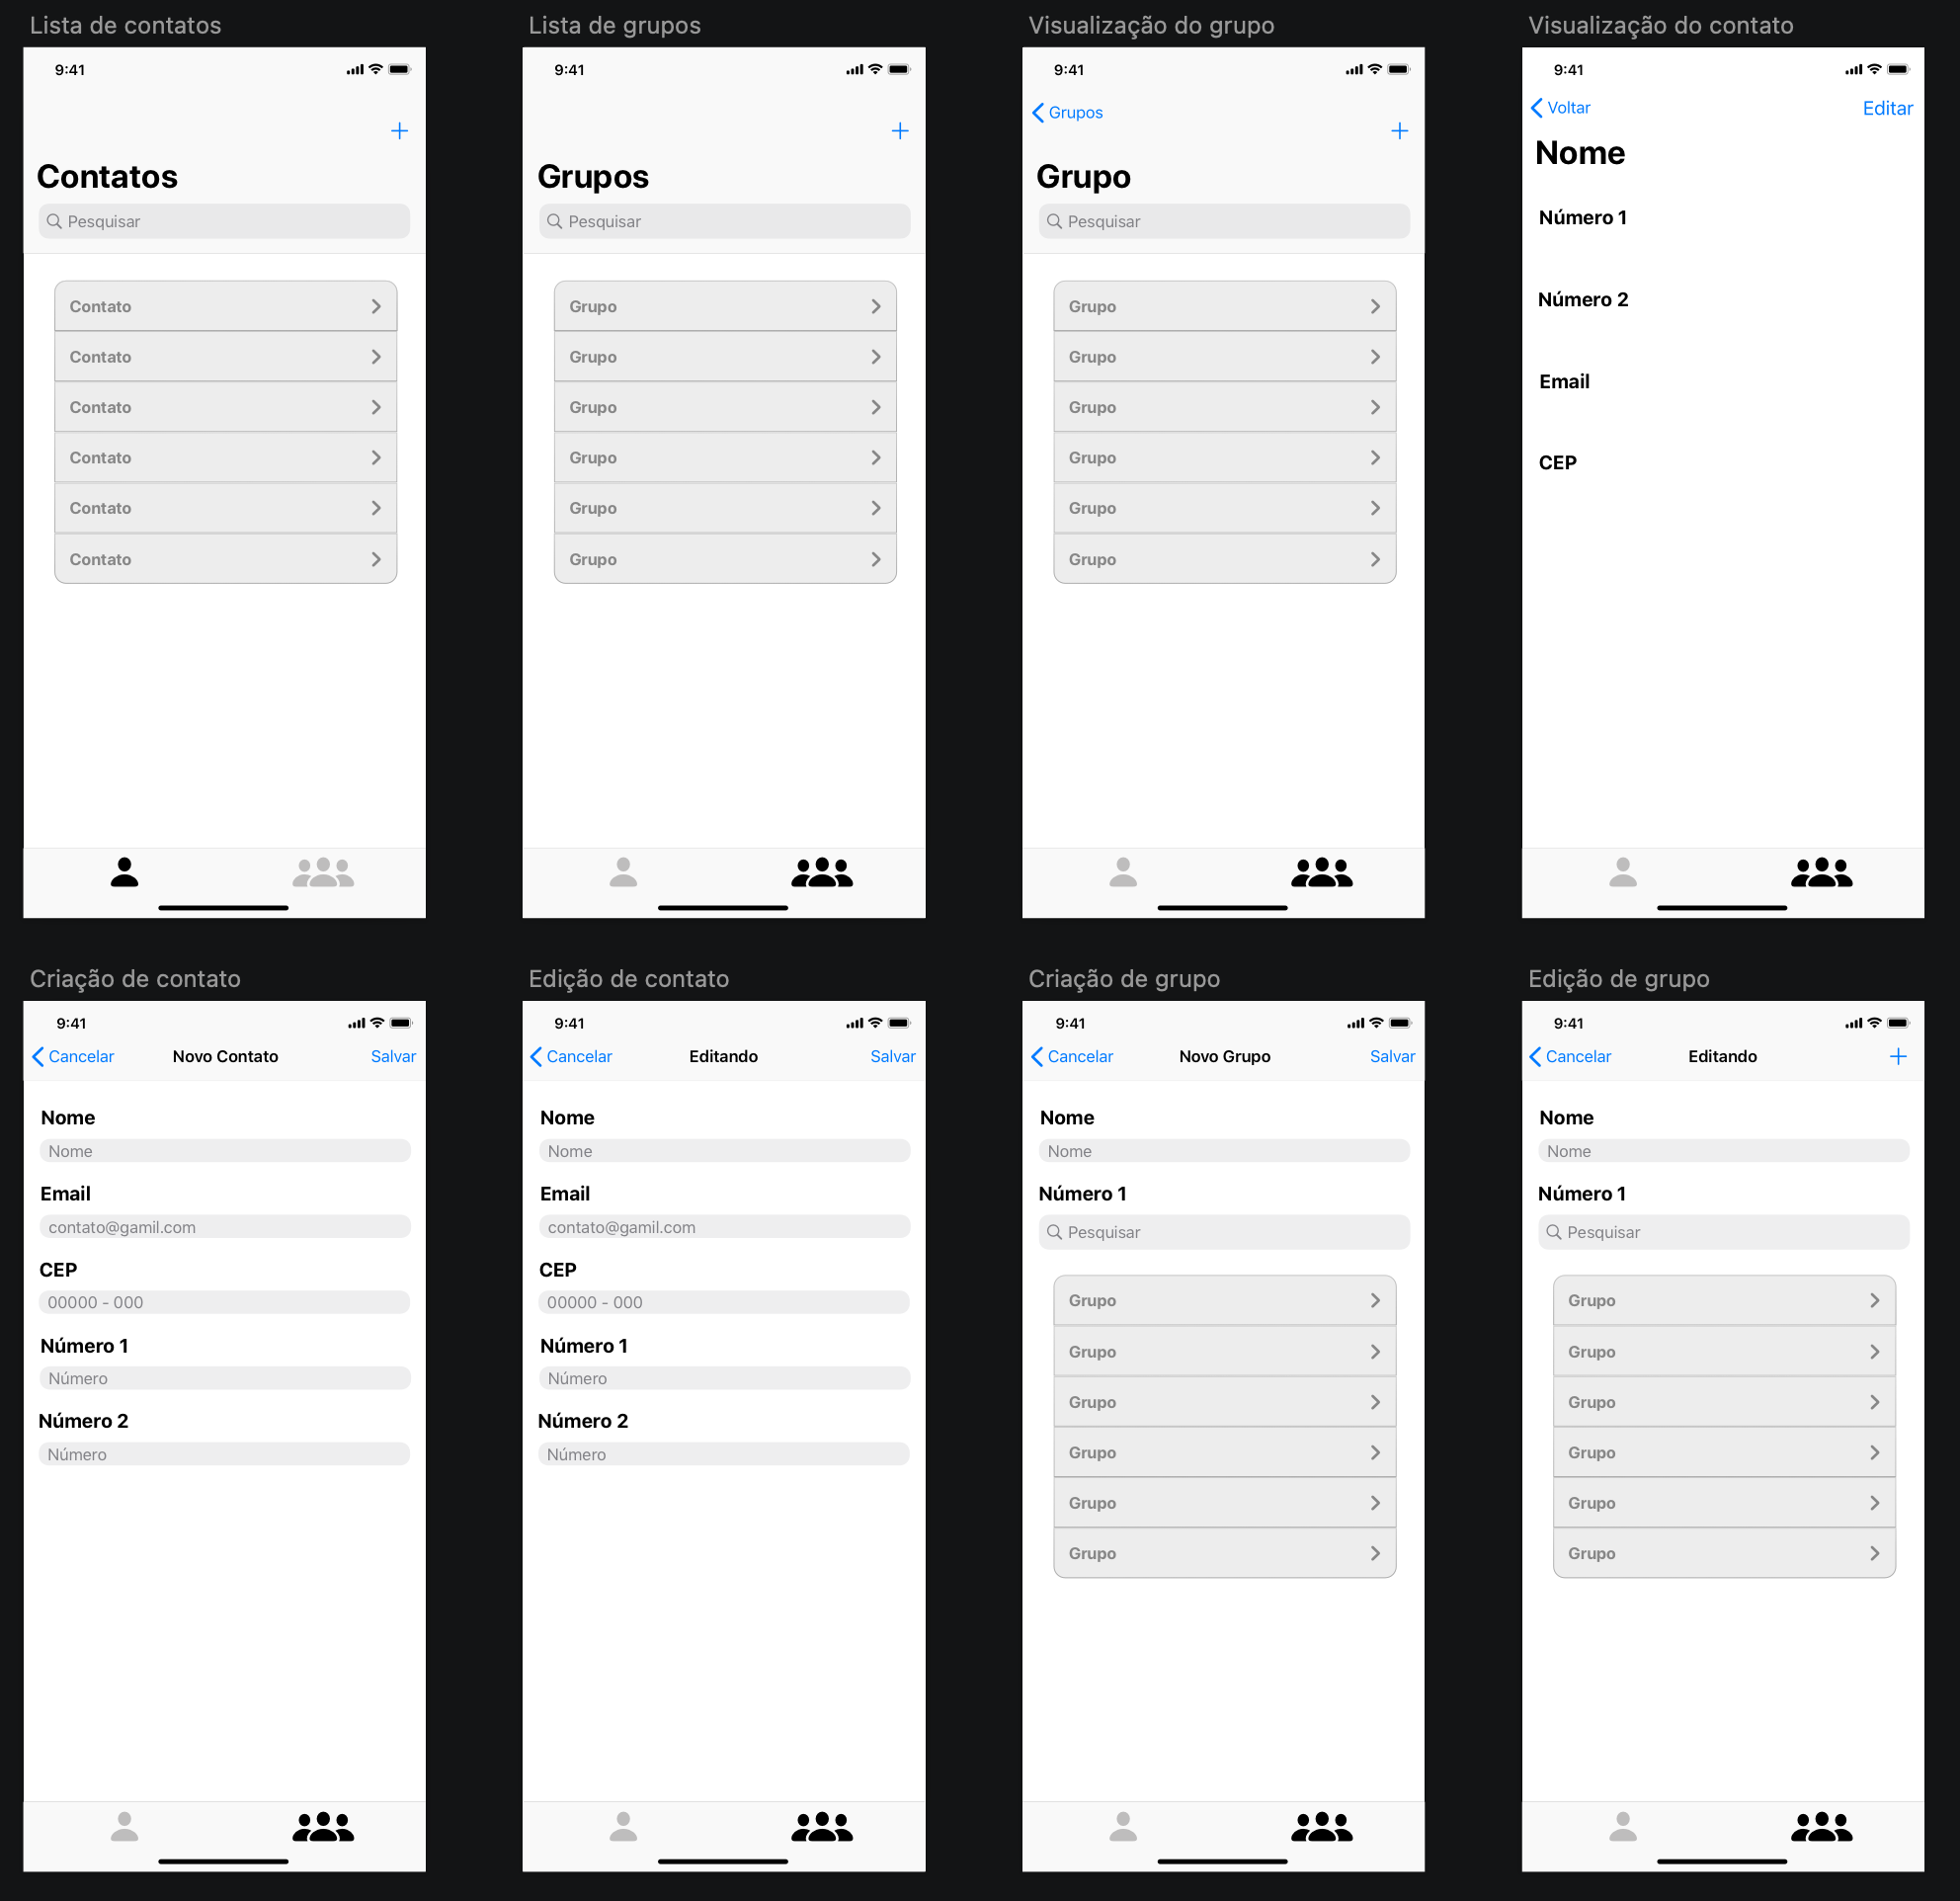 Lista de contatos
9:41
Contatos
Pesquisar
Contato
Contato
Contato
Contato
Contato
Contato
Lista de grupos
9:41
Grupos
Pesquisar
Grupo
Grupo
Grupo
Grupo
Grupo
Grupo
Visualização do grupo
9:41
Grupos
Grupo
Pesquisar
Grupo
Grupo
Grupo
Grupo
Grupo
Grupo
Visualização do contato
9:41
Voltar Editar
Nome
Número 1
Número 2
Email
CEP
Criação de contato
9:41
Cancelar Novo Contato Salvar
Nome
Nome
Email
contato@gamil.com
CEP
00000 - 000
Número 1
Número
Número 2
Número
Edição de contato
9:41
Cancelar Editando Salvar
Nome
Nome
Email
contato@gamil.com
CEP
00000 - 000
Número 1
Número
Número 2
Número
Criação de grupo
9:41
Cancelar Novo Grupo Salvar
Nome
Nome
Número 1
Pesquisar
Grupo
Grupo
Grupo
Grupo
Grupo
Grupo
Edição de grupo
9:41
Cancelar Editando
Nome
Nome
Número 1
Pesquisar
Grupo
Grupo
Grupo
Grupo
Grupo
Grupo